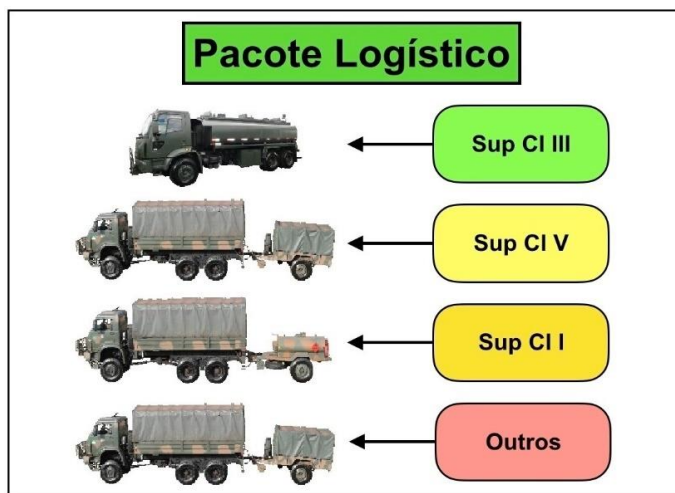 Pacote Logístico
Sup Cl III
Sup Cl V
Sup Cl I
Outros